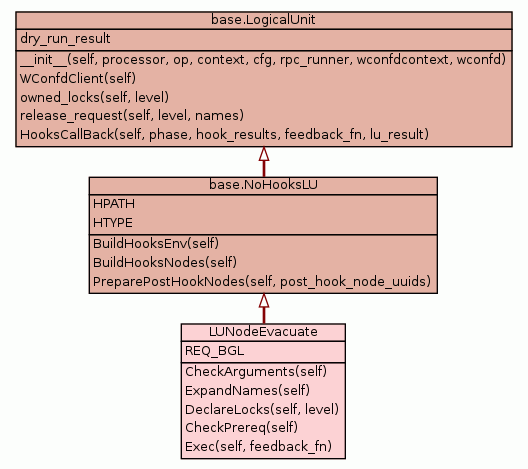 base.LogicalUnit
dry_run_result
__init__(self, processor, op, context, cfg, rpc_runner, wconfdcontext, wconfd)
WConfdClient(self)
owned_locks(self, level)
release_request(self, level, names)
HooksCallBack(self, phase, hook_results, feedback_fn, lu_result)
base.NoHooksLU
HPATH
HTYPE
BuildHooksEnv(self)
BuildHooksNodes(self)
PreparePostHookNodes(self, post_hook_node_uuids)
LUNodeEvacuate
REQ_BGL
CheckArguments(self)
ExpandNames(self)
DeclareLocks(self, level)
CheckPrereq(self)
Exec(self, feedback_fn)